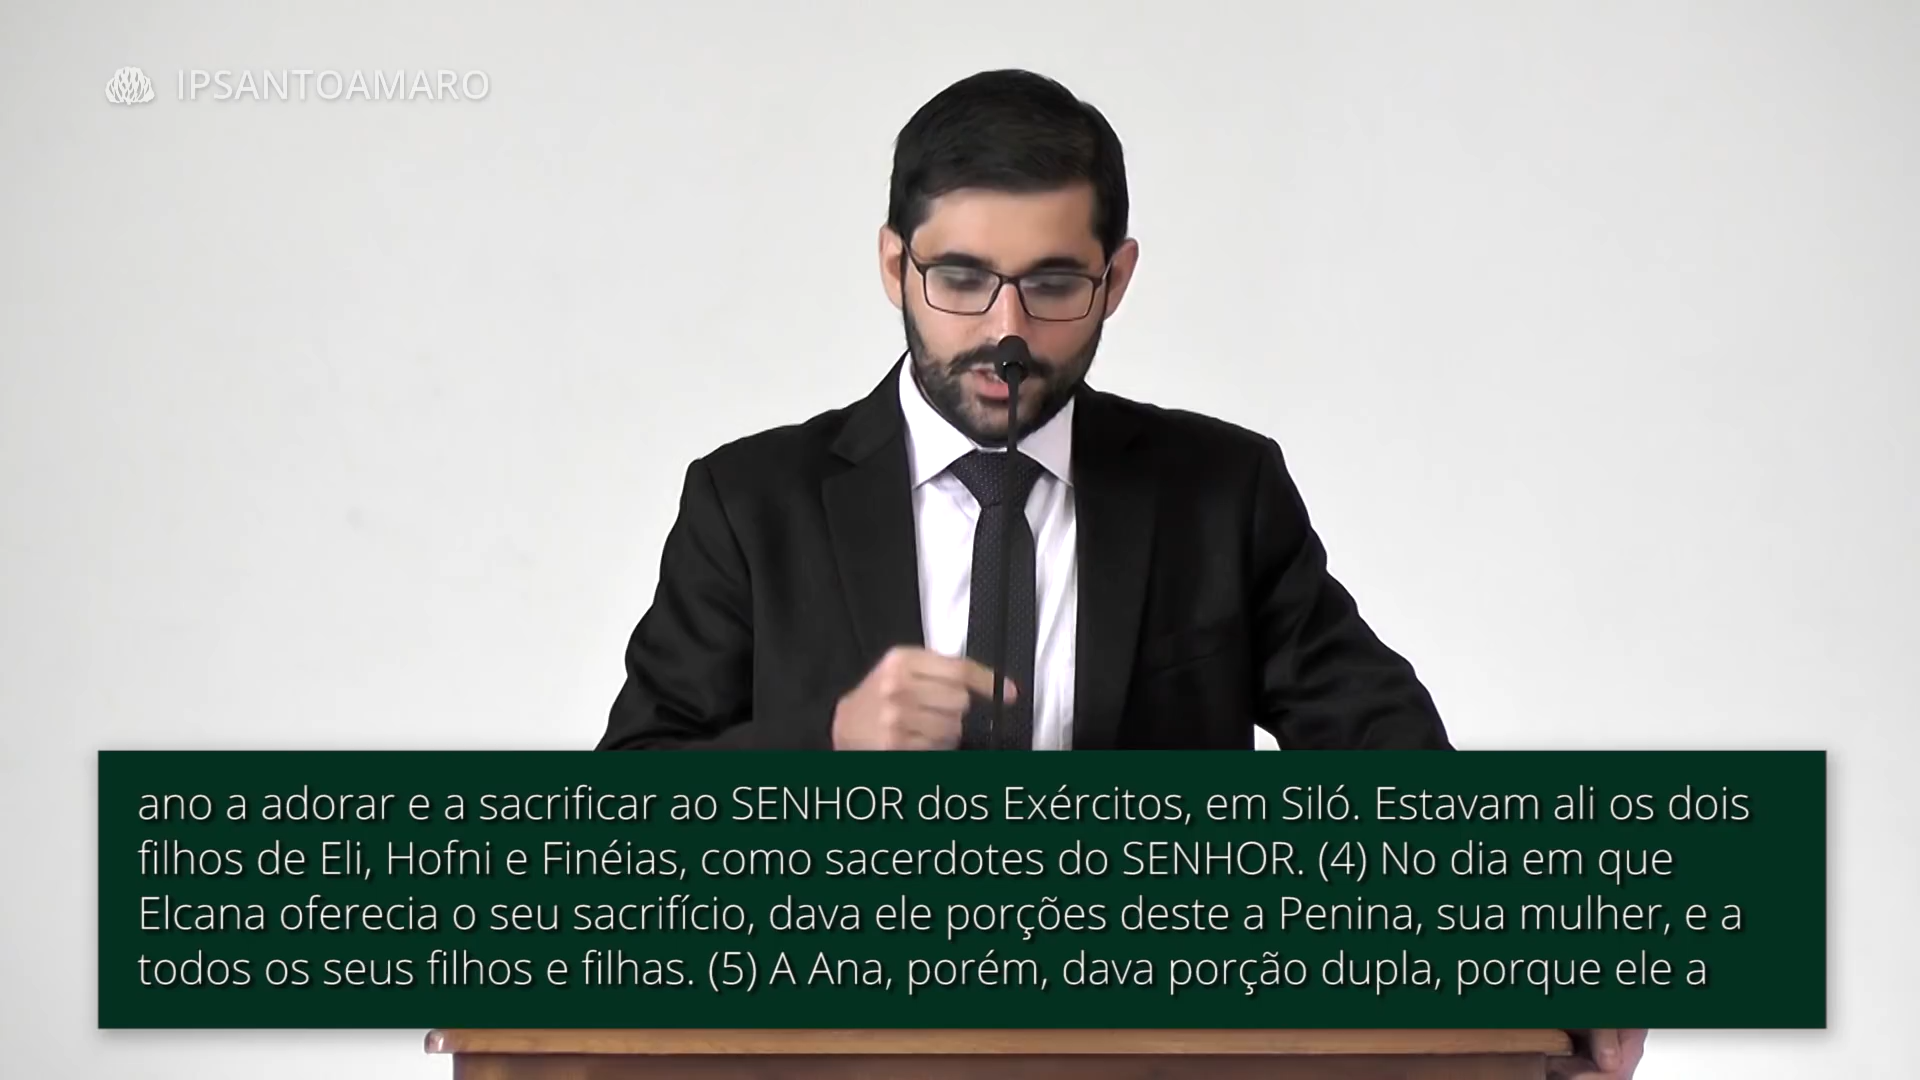 IPSANTOAMARO
ano a adorar e a sacrificar ao SENHOR dos Exércitos, em Siló. Estavam ali os dois
filhos de Eli, Hofni e Finéias, como sacerdotes do SENHOR. (4) No dia em que
Elcana oferecia o seu sacrifício, dava ele porções deste a Penina, sua mulher, e a
todos os seus filhos e filhas. (5) A Ana, porém, dava porção dupla, porque ele a